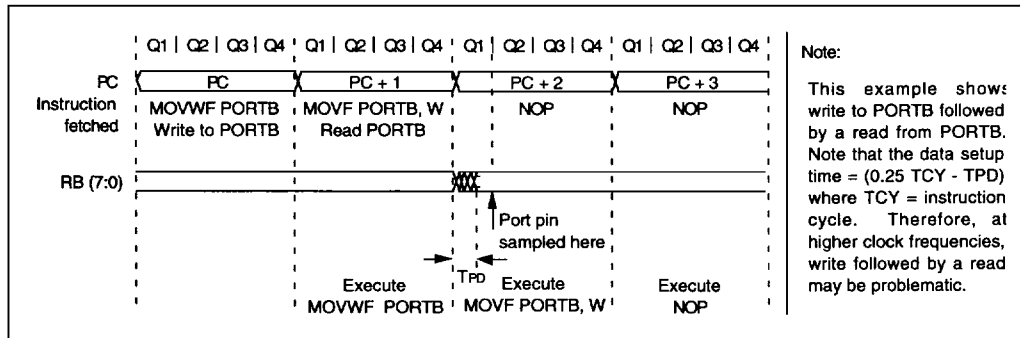 Q1 | Q2 | Q3 | Q4 Q1 | Q2 | Q3 | Q4 Q1 | Q2 | Q3 | Q4 Q1 | Q2 | Q3 | Q4
PC PC PC + 1 PC + 2 PC + 3
Instruction fetched
MOVWF PORTB
Write to PORTB
MOVF PORTB, W
Read PORTB
NOP
NOP
RB (7:0)
Port pin
sampled here
TPD
Execute
MOVWF PORTB
Execute
MOVF PORTB, W
Execute
NOP
Note:
This example shows
write to PORTB followed
by a read from PORTB.
Note that the data setup
time = (0.25 TCY - TPD)
where TCY = instruction
cycle. Therefore, at
higher clock frequencies,
write followed by a read
may be problematic.